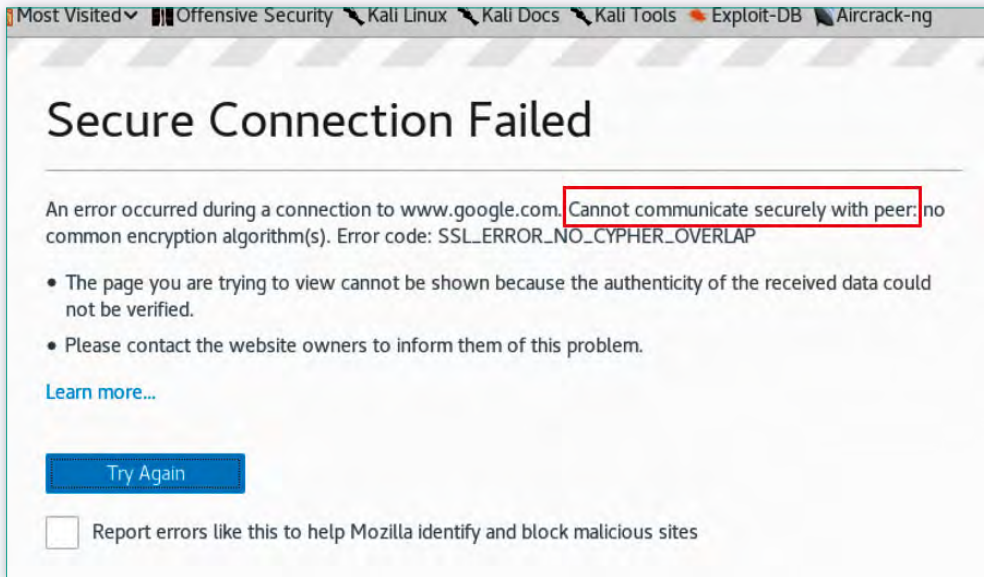 Most Visited Offensive Security Kali Linux Kali Docs Kali Tools Exploit-DB Aircrack-ng
Secure Connection Failed
An error occurred during a connection to www.google.com. Cannot communicate securely with peer: no
common encryption algorithm(s). Error code: SSL_ERROR_NO_CYPHER_OVERLAP
• The page you are trying to view cannot be shown because the authenticity of the received data could
not be verified.
• Please contact the website owners to inform them of this problem.
Learn more...
Try Again
Report errors like this to help Mozilla identify and block malicious sites